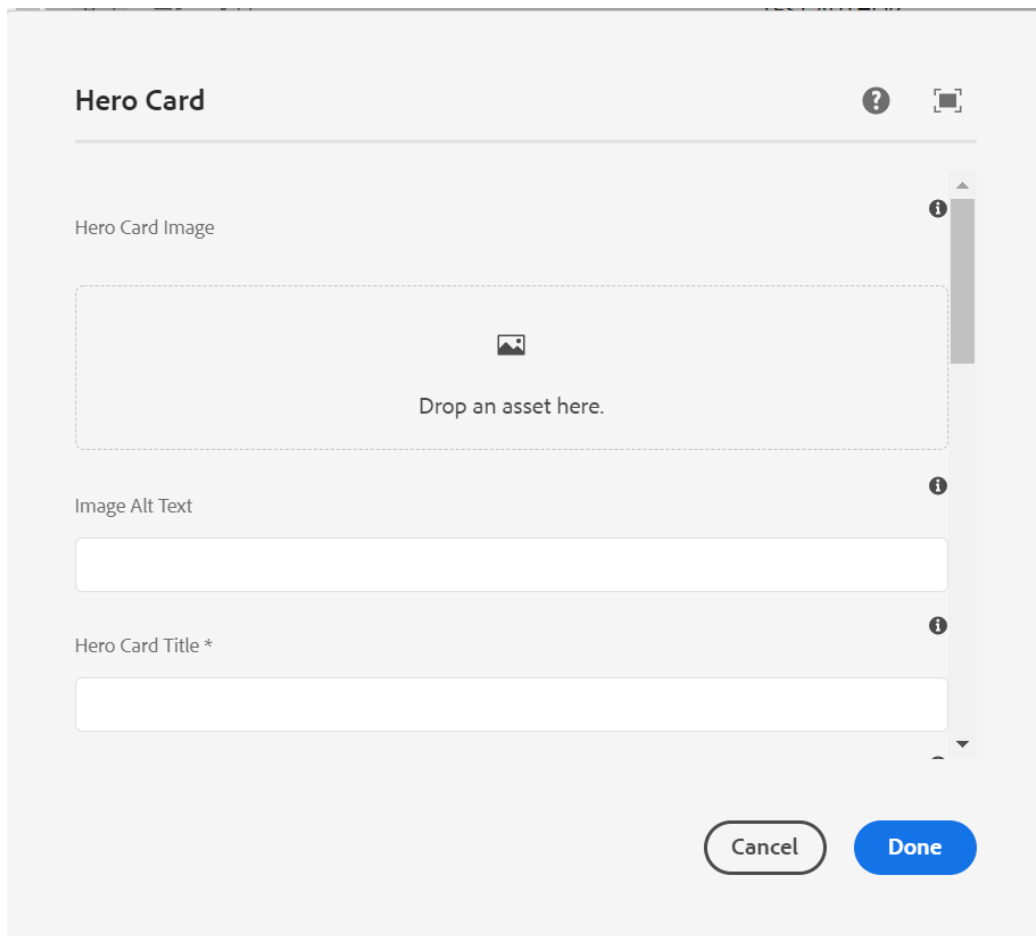 Hero Card
Hero Card Image
Drop an asset here.
Image Alt Text
Hero Card Title *
Cancel
Done